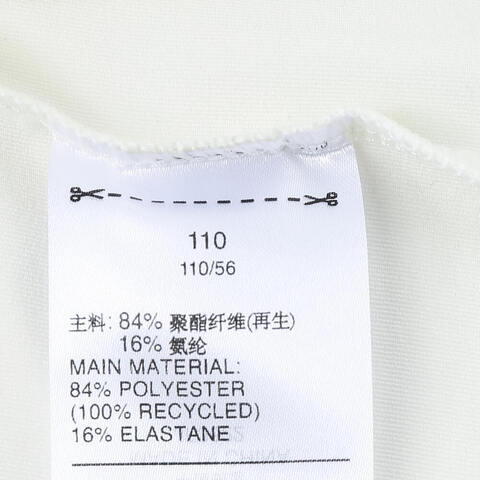 110
110/56
主料: 84% 聚酯纤维(再生)
16% 氨纶
MAIN MATERIAL:
84% POLYESTER
(100% RECYCLED)
16% ELASTANE